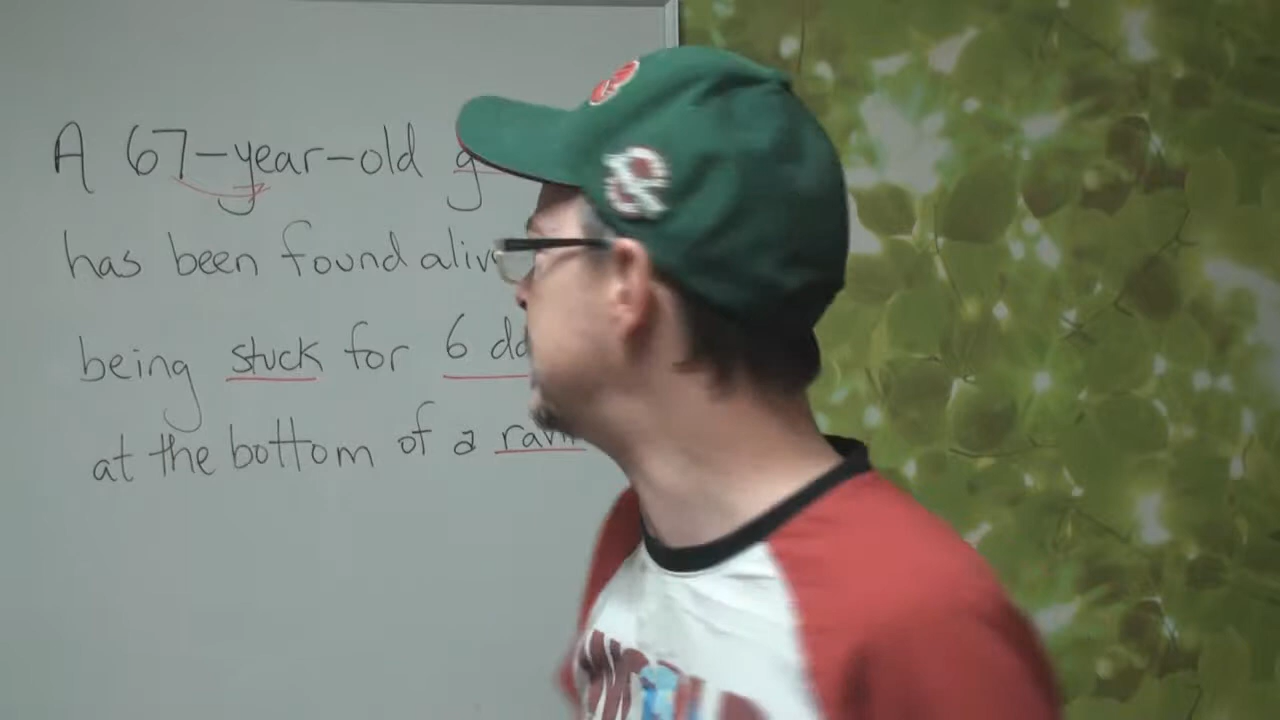 A 67-year-old
has been found
being stuck for 6
at the bottom of a